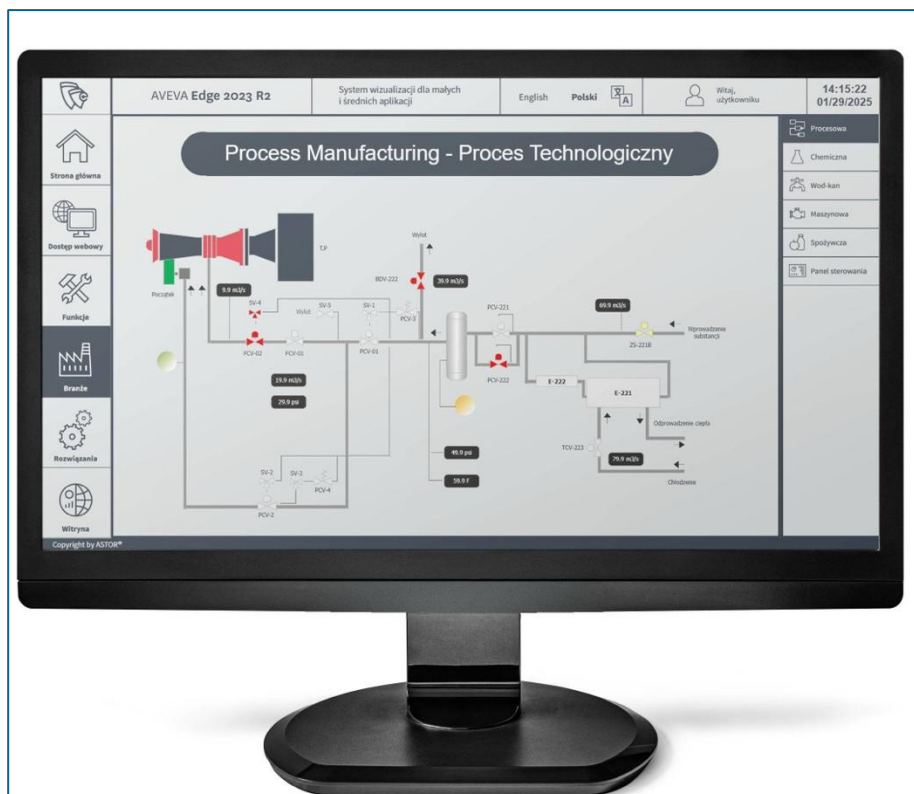 AVEVA Edge 2023 R2
System wizualizacji dla małych
i średnich aplikacji
English
Polski
Witaj,
użytkowniku
14:15:22
01/29/2025
Strona główna
Dostęp webowy
Funkcje
Branże
Rozwiązania
Witryna
Copyright by ASTOR®
Process Manufacturing - Proces Technologiczny
Procesowa
Chemiczna
Wod-kan
Maszynowa
Spożywcza
Panel sterowania
T.P
Wylot
BDV-222
39.9 m3/s
Początek
9.9 m3/s
SV-4
Wylot
SV-5
SV-1
PCV-3
PCV-221
69.9 m3/s
Wprowadzenie
substancji
ZS-221B
PCV-02
PCV-01
PCV-01
PCV-222
19.9 m3/s
29.9 psi
E-222
E-221
Odprowadzenie ciepła
TCV-223
79.9 m3/s
Chłodzenie
49.9 psi
59.9 F
SV-2
SV-3
PCV-4
PCV-2